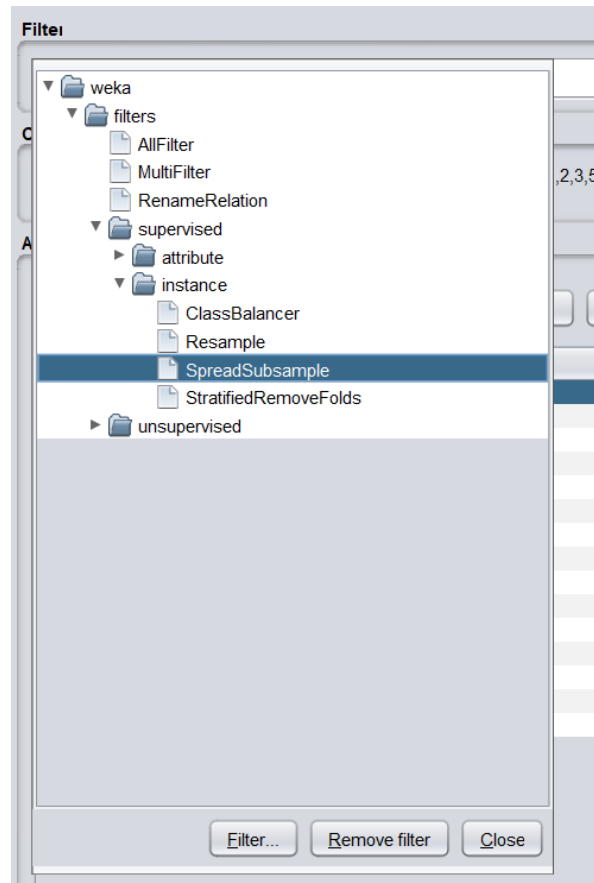 Filter
weka
filters
AllFilter
MultiFilter
RenameRelation
,2,3,5
supervised
attribute
instance
ClassBalancer
Resample
SpreadSubsample
StratifiedRemoveFolds
unsupervised
Filter...
Remove filter
Close